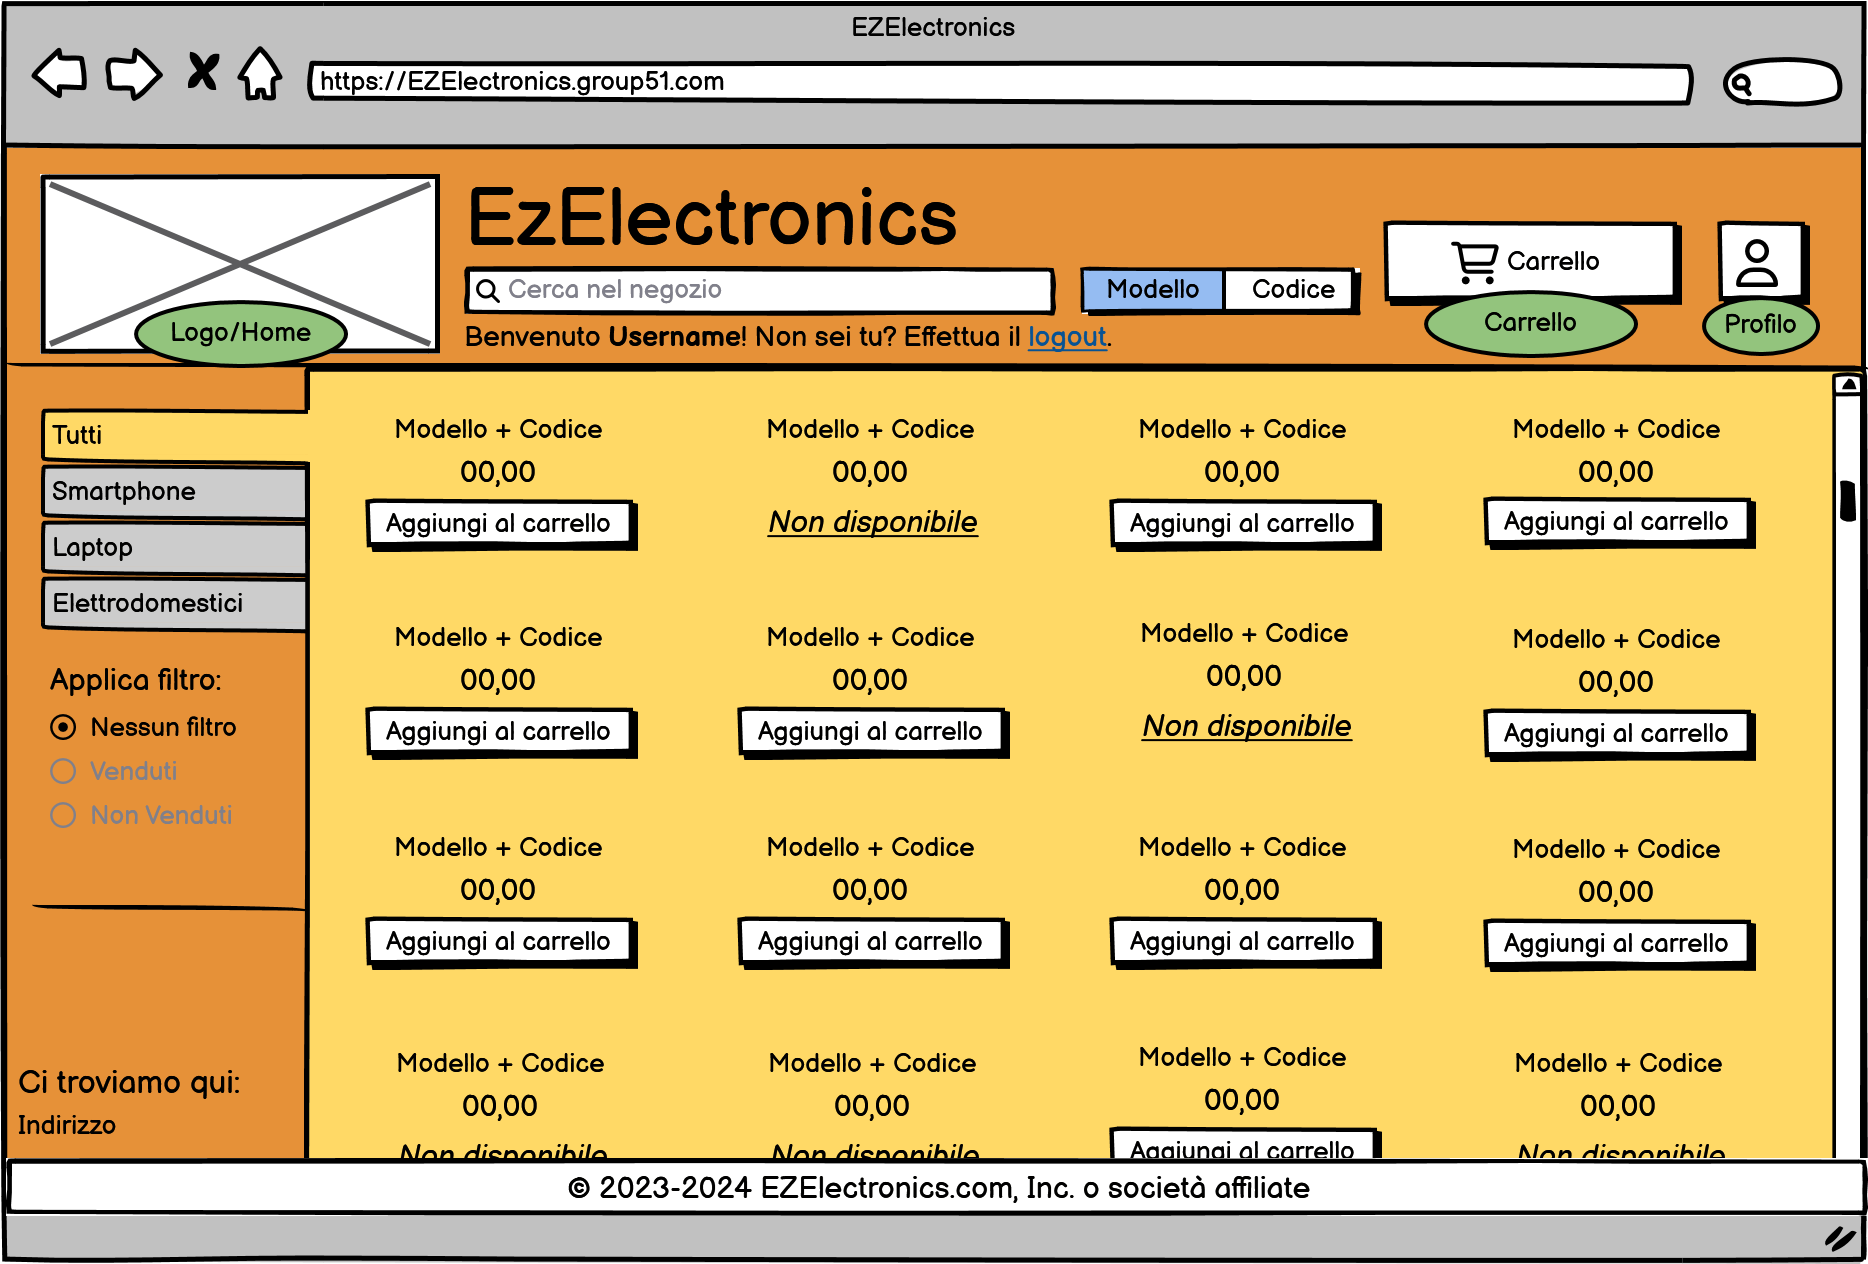 EZElectronics
https://EZElectronics.group51.com
EzElectronics
Logo/Home
Cerca nel negozio
Modello
Codice
Carrello
Carrello
Profilo
Benvenuto Username! Non sei tu? Effettua il logout.
Tutti
Smartphone
Laptop
Elettrodomestici
Applica filtro:
Nessun filtro
Venduti
Non Venduti
Ci troviamo qui:
Indirizzo
Modello + Codice Modello + Codice Modello + Codice Modello + Codice
00,00 00,00 00,00 00,00
Aggiungi al carrello Non disponibile Aggiungi al carrello Aggiungi al carrello
Modello + Codice Modello + Codice Modello + Codice Modello + Codice
00,00 00,00 00,00 00,00
Aggiungi al carrello Aggiungi al carrello Non disponibile Aggiungi al carrello
Modello + Codice Modello + Codice Modello + Codice Modello + Codice
00,00 00,00 00,00 00,00
Aggiungi al carrello Aggiungi al carrello Aggiungi al carrello Aggiungi al carrello
Modello + Codice Modello + Codice Modello + Codice Modello + Codice
00,00 00,00 00,00 00,00
Non disponibile Non disponibile Aggiungi al carrello Non disponibile
© 2023-2024 EZElectronics.com, Inc. o società affiliate